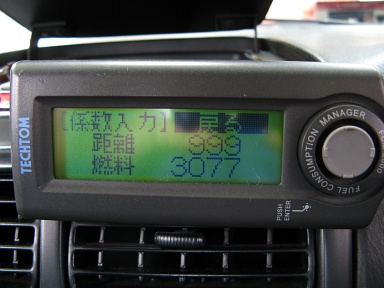 【係数入力】 戻る
距離 999
燃料 3077
TECHTOM
FUEL CONSUMPTION MANAGER
PUSH
ENTER